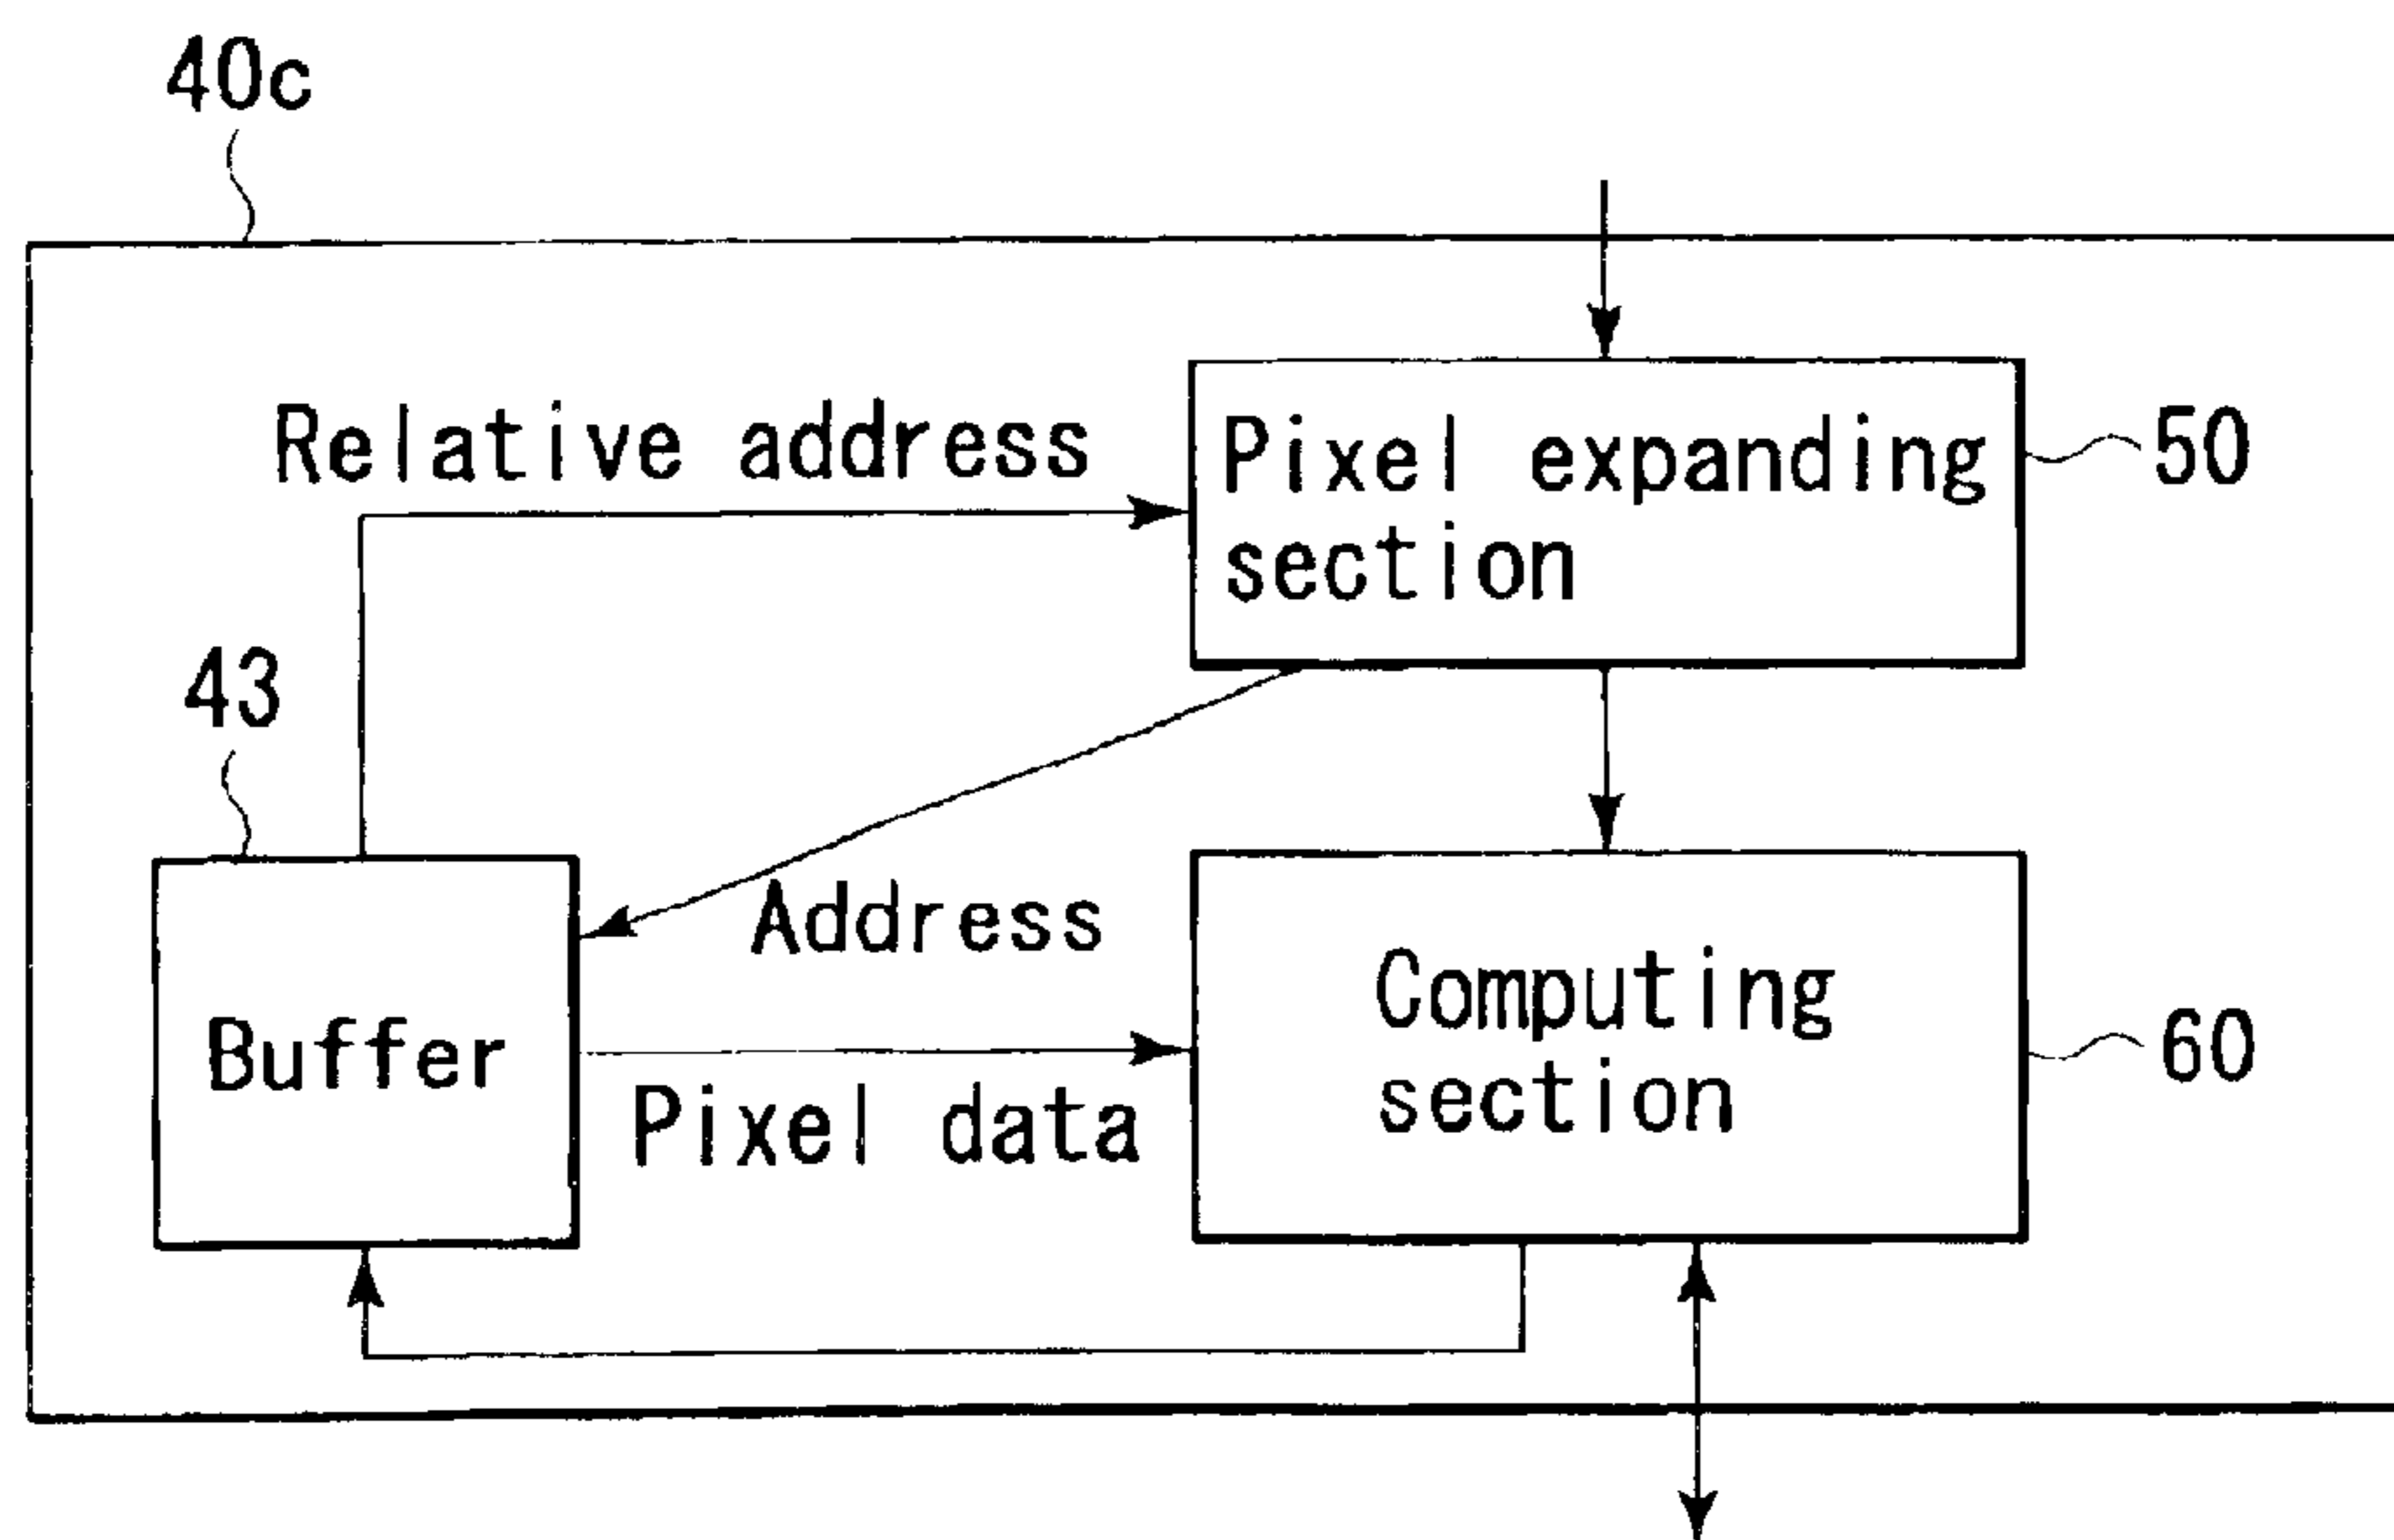 40c
Relative address
Pixel expanding
section
50
43
Address
Buffer
Computing
section
60
Pixel data